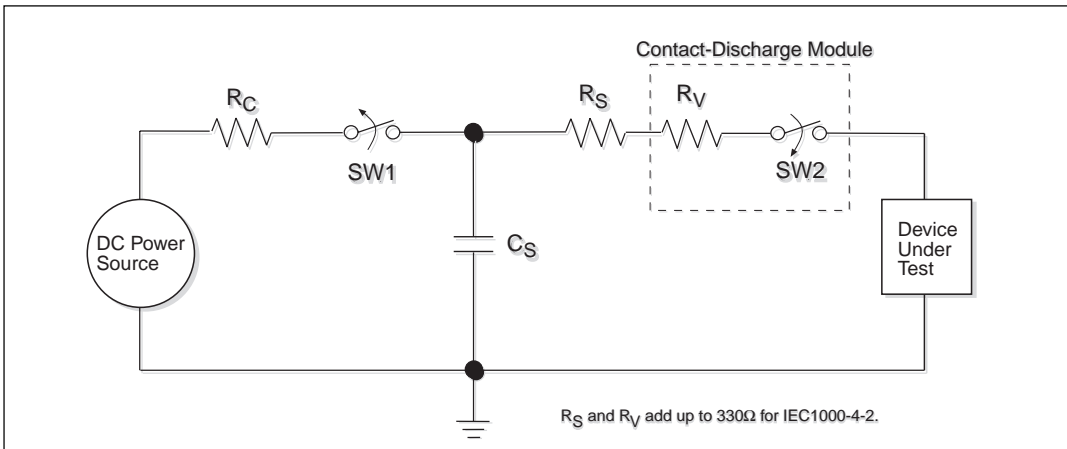 Contact-Discharge Module
RC
RS
RV
SW1
SW2
DC Power
Source
CS
Device
Under
Test
RS and RV add up to 330Ω for IEC1000-4-2.